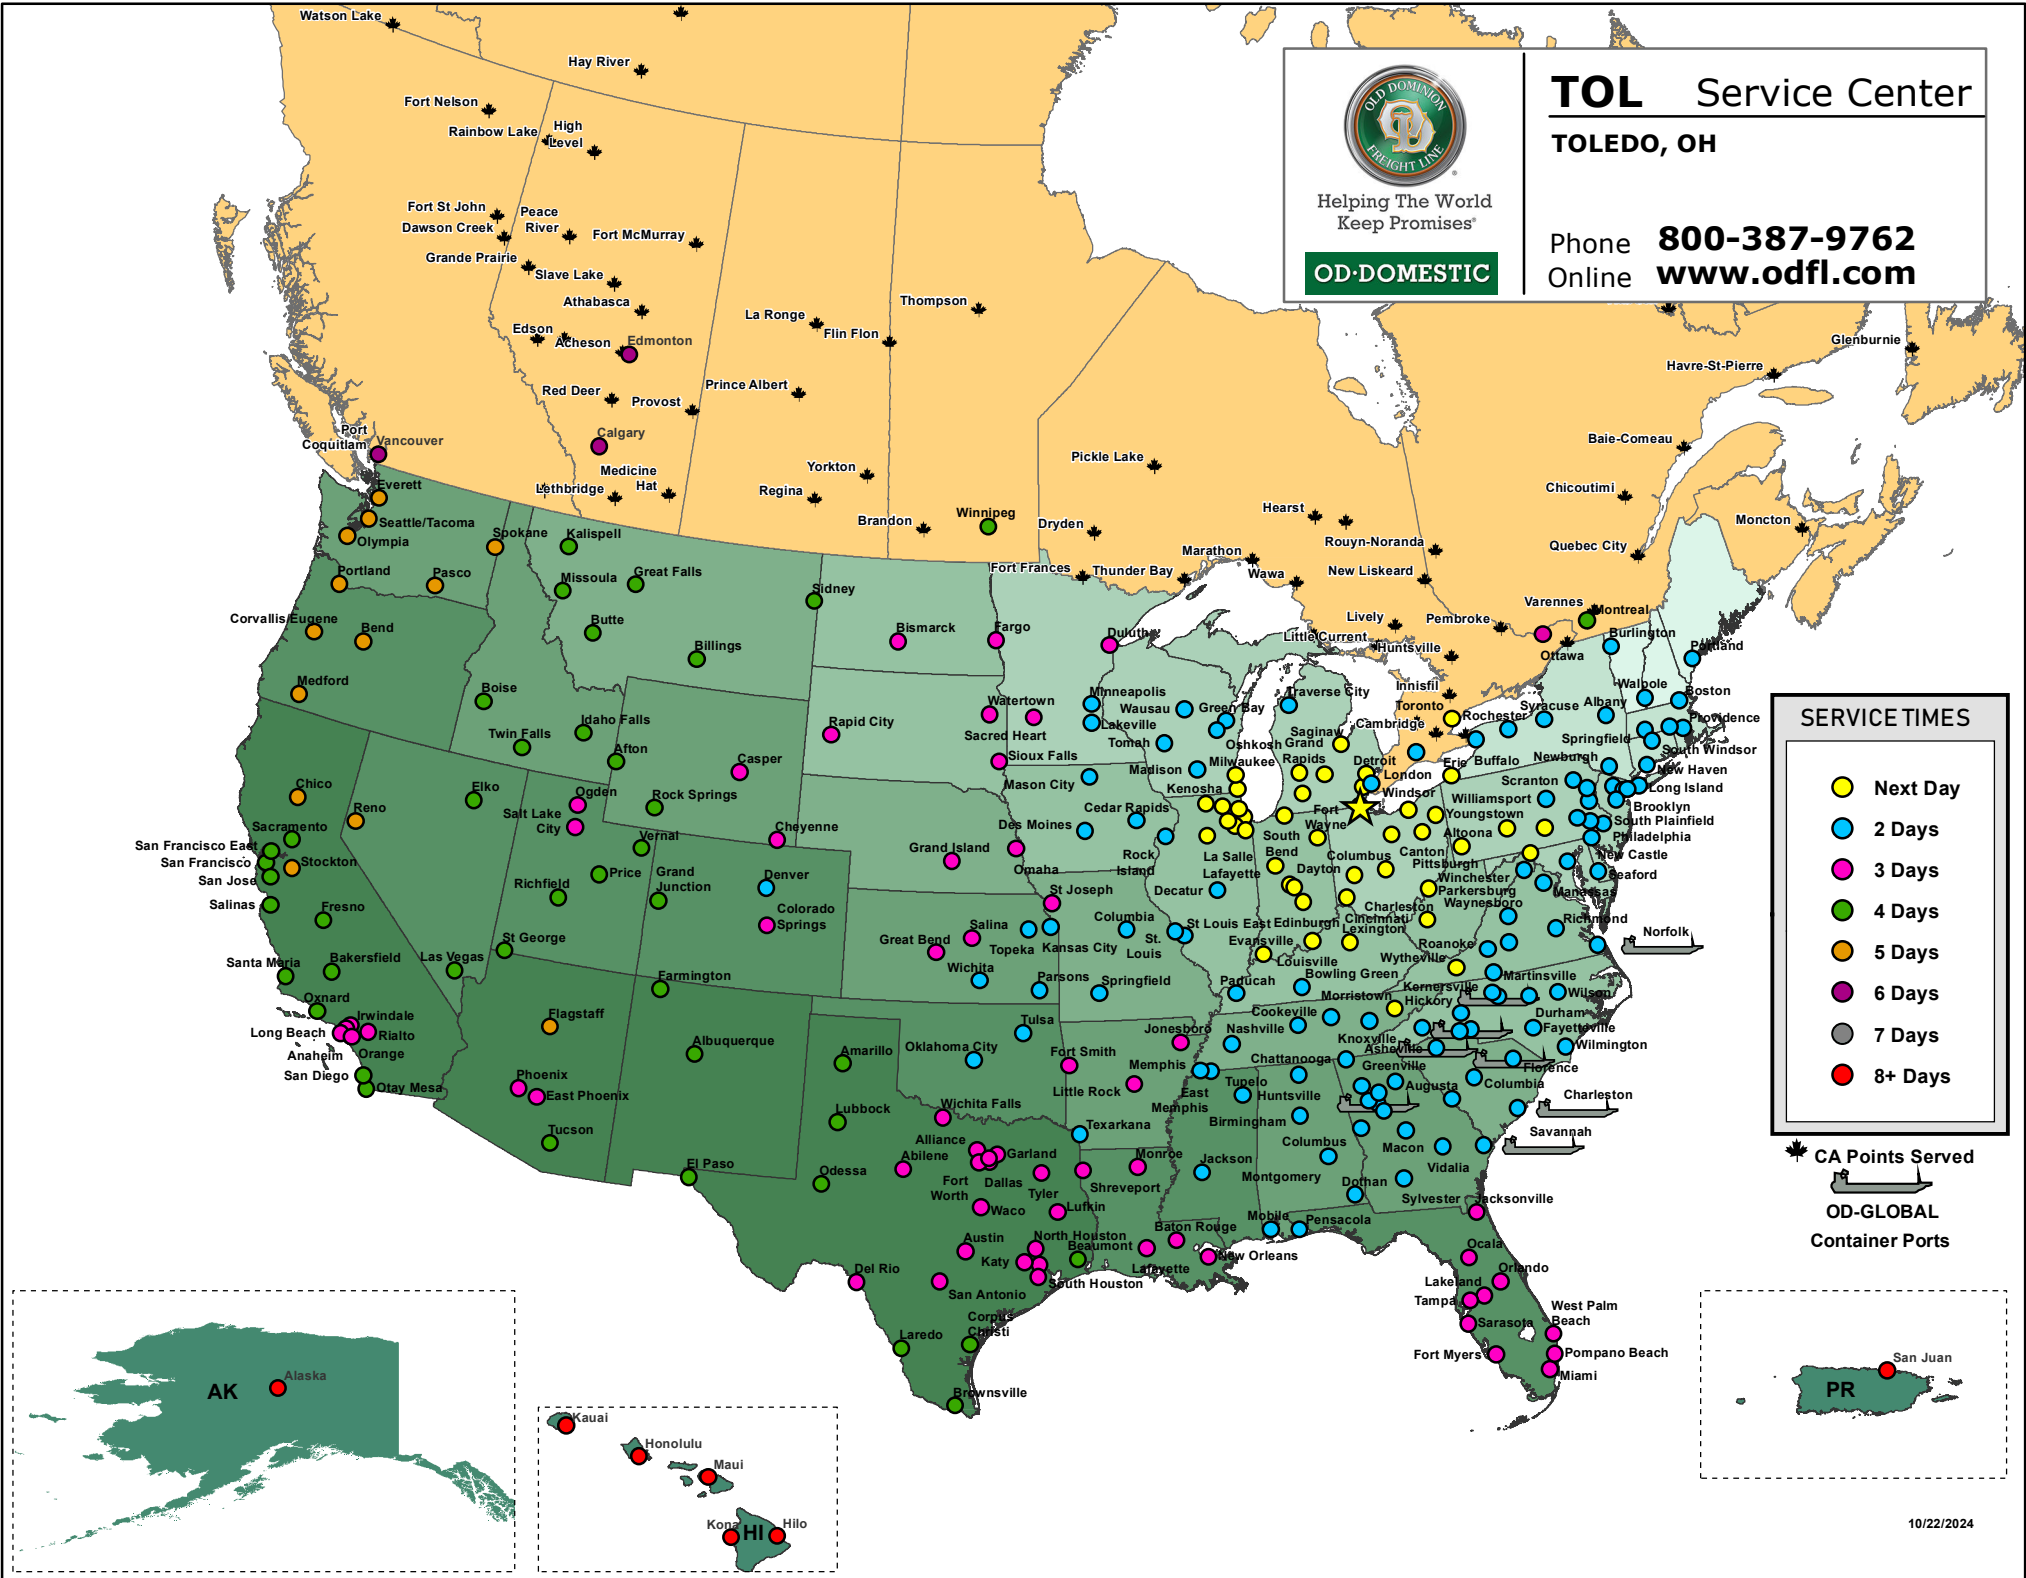 Watson Lake
Hay River
Fort Nelson
Rainbow Lake
High
Level
Fort St John
Dawson Creek
Peace
River
Fort McMurray
Grande Prairie
Slave Lake
Athabasca
Edson
Acheson
Edmonton
La Ronge
Flin Flon
Thompson
Red Deer
Provost
Prince Albert
Port
Coquitlam
Vancouver
Calgary
Medicine
Hat
Lethbridge
Yorkton
Regina
Brandon
Winnipeg
Pickle Lake
Dryden
Fort Frances
Thunder Bay
Marathon
Wawa
Hearst
Rouyn-Noranda
New Liskeard
Lively
Little Current
Pembroke
Huntsville
Innisfil
Toronto
Cambridge
Varennes
Montreal
Ottawa
Glenburnie
Havre-St-Pierre
Baie-Comeau
Chicoutimi
Quebec City
Moncton
OLD DOMINION
FREIGHT LINE
Helping The World
Keep Promises®
OD·DOMESTIC
TOL Service Center
TOLEDO, OH
Phone 800-387-9762
Online www.odfl.com
Everett
Seattle/Tacoma
Olympia
Spokane
Portland
Pasco
Corvallis/Eugene
Bend
Medford
Kalispell
Missoula
Great Falls
Butte
Billings
Sidney
Boise
Idaho Falls
Twin Falls
Afton
Casper
Rock Springs
Cheyenne
Chico
Reno
Elko
Ogden
Salt Lake
City
Vernal
Sacramento
San Francisco East
San Francisco
San Jose
Stockton
Salinas
Fresno
Richfield
Price
Grand
Junction
Denver
Colorado
Springs
St George
Las Vegas
Santa Maria
Bakersfield
Oxnard
Irwindale
Long Beach
Rialto
Anaheim
Orange
San Diego
Otay Mesa
Farmington
Flagstaff
Albuquerque
Phoenix
East Phoenix
Tucson
El Paso
Bismarck
Fargo
Duluth
Rapid City
Watertown
Sacred Heart
Sioux Falls
Minneapolis
Lakeville
Wausau
Green Bay
Tomah
Oshkosh
Madison
Milwaukee
Kenosha
Mason City
Cedar Rapids
Des Moines
Grand Island
Omaha
Rock
Island
La Salle
Decatur
St Joseph
Salina
Topeka
Kansas City
Columbia
St.
Louis
St Louis East
Great Bend
Wichita
Parsons
Springfield
Tulsa
Oklahoma City
Amarillo
Lubbock
Odessa
Wichita Falls
Alliance
Abilene
Garland
Fort
Worth
Dallas
Tyler
Waco
Lufkin
Austin
North Houston
Katy
Beaumont
South Houston
Del Rio
San Antonio
Laredo
Corpus
Christi
Brownsville
Jonesboro
Fort Smith
Little Rock
Memphis
East
Memphis
Texarkana
Shreveport
Monroe
Lafayette
Baton Rouge
New Orleans
Jackson
Tupelo
Traverse City
Saginaw
Grand
Rapids
Detroit
London
Windsor
Fort
Wayne
South
Bend
Lafayette
Dayton
Columbus
Canton
Youngstown
Pittsburgh
Altoona
Erie
Buffalo
Rochester
Syracuse
Albany
Burlington
Portland
Walpole
Boston
Providence
Springfield
South Windsor
Newburgh
New Haven
Long Island
Brooklyn
South Plainfield
Philadelphia
New Castle
Seaford
Scranton
Williamsport
Winchester
Parkersburg
Waynesboro
Manassas
Richmond
Norfolk
Roanoke
Wytheville
Martinsville
Charleston
Cincinnati
Lexington
Edinburgh
Evansville
Louisville
Bowling Green
Paducah
Morristown
Kernersville
Hickory
Wilson
Durham
Fayetteville
Wilmington
Cookeville
Nashville
Knoxville
Asheville
Chattanooga
Greenville
Florence
Columbia
Augusta
Charleston
Savannah
Huntsville
Birmingham
Columbus
Macon
Vidalia
Montgomery
Dothan
Sylvester
Mobile
Pensacola
Jacksonville
Ocala
Orlando
Lakeland
Tampa
Sarasota
West Palm
Beach
Fort Myers
Pompano Beach
Miami
SERVICE TIMES
Next Day
2 Days
3 Days
4 Days
5 Days
6 Days
7 Days
8+ Days
CA Points Served
OD-GLOBAL
Container Ports
AK
Alaska
Kauai
Honolulu
Maui
Kona
HI
Hilo
San Juan
PR
10/22/2024